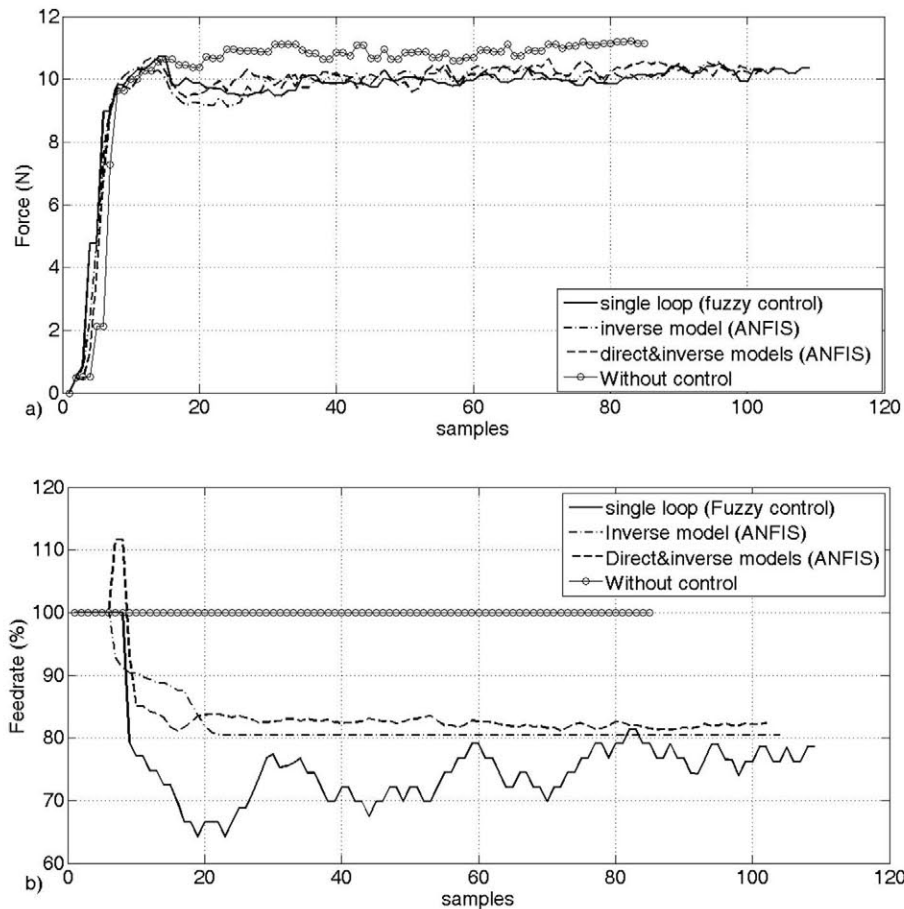 12
10
8
6
4
2
0
Force (N)
single loop (fuzzy control)
inverse model (ANFIS)
direct&inverse models (ANFIS)
Without control
a)
0 20 40 60 80 100 120
samples
120
110
100
90
80
70
60
Feedrate (%)
single loop (Fuzzy control)
Inverse model (ANFIS)
Direct&inverse models (ANFIS)
Without control
b)
0 20 40 60 80 100 120
samples